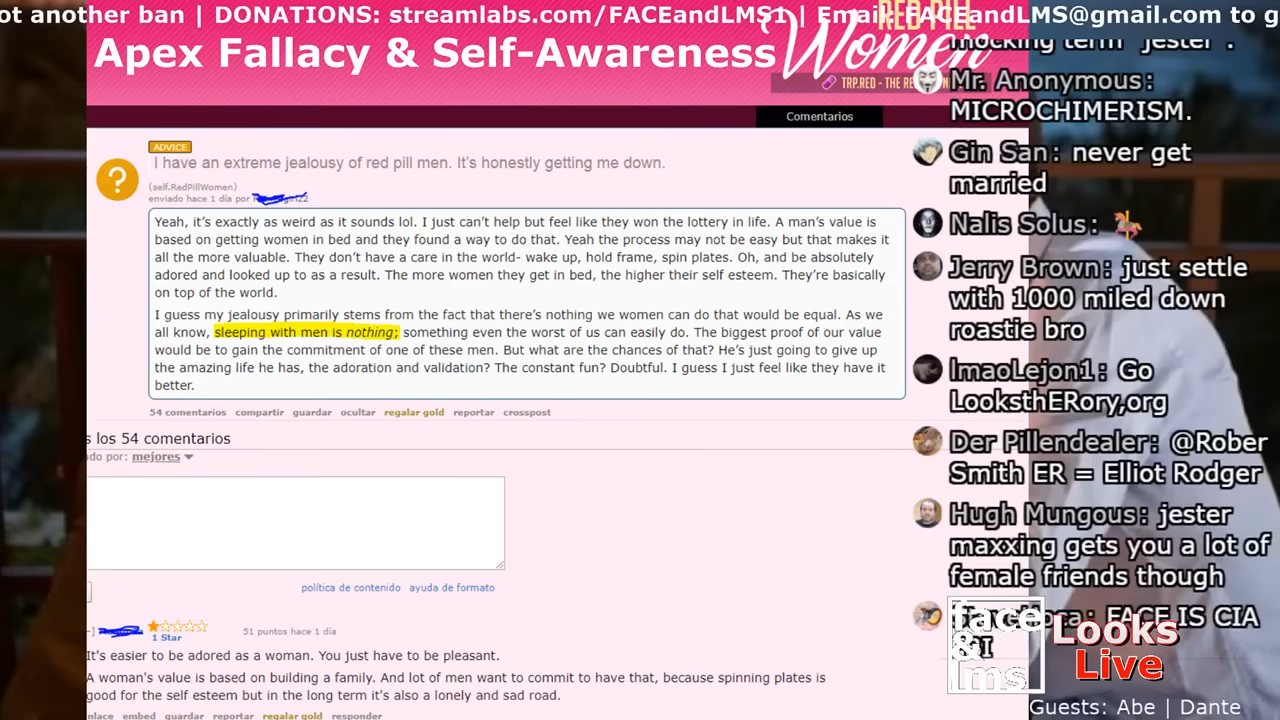 ot another ban | DONATIONS: streamlabs.com/FACEandLMS1 | Email: FACEandLMS@gmail.com to g
RED PILL
Women
Apex Fallacy & Self-Awareness
TRP.RED - THE RE
Comentarios
ADVICE
I have an extreme jealousy of red pill men. It's honestly getting me down.
(self.RedPillWomen)
enviado hace 1 día por
Yeah, it's exactly as weird as it sounds lol. I just can't help but feel like they won the lottery in life. A man's value is
based on getting women in bed and they found a way to do that. Yeah the process may not be easy but that makes it
all the more valuable. They don't have a care in the world- wake up, hold frame, spin plates. Oh, and be absolutely
adored and looked up to as a result. The more women they get in bed, the higher their self esteem. They're basically
on top of the world.
I guess my jealousy primarily stems from the fact that there's nothing we women can do that would be equal. As we
all know, sleeping with men is nothing; something even the worst of us can easily do. The biggest proof of our value
would be to gain the commitment of one of these men. But what are the chances of that? He's just going to give up
the amazing life he has, the adoration and validation? The constant fun? Doubtful. I guess I just feel like they have it
better.
54 comentarios compartir guardar ocultar regalar gold reportar crosspost
s los 54 comentarios
do por: mejores
política de contenido ayuda de formato
1 Star
51 puntos hace 1 día
It's easier to be adored as a woman. You just have to be pleasant.
A woman's value is based on building a family. And lot of men want to commit to have that, because spinning plates is
good for the self esteem but in the long term it's also a lonely and sad road.
nlace embed guardar reportar regalar gold responder
mocking term "jester".
Mr. Anonymous:
MICROCHIMERISM.
Gin San: never get
married
Nalis Solus:
Jerry Brown: just settle
with 1000 miled down
roastie bro
lmaoLejon1: Go
LooksthERory,org
Der Pillendealer: @Rober
Smith ER = Elliot Rodger
Hugh Mungous: jester
maxxing gets you a lot of
female friends though
FACE IS CIA
face
&
lms
Looks
Live
Guests: Abe | Dante